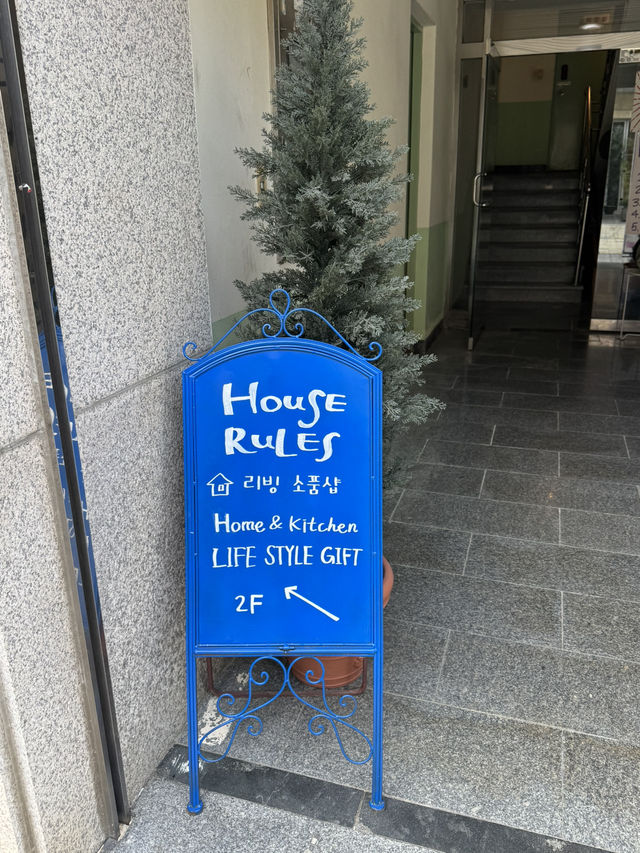 House
RULES
리빙 소품샵
Home & Kitchen
LIFE STYLE GIFT
2F